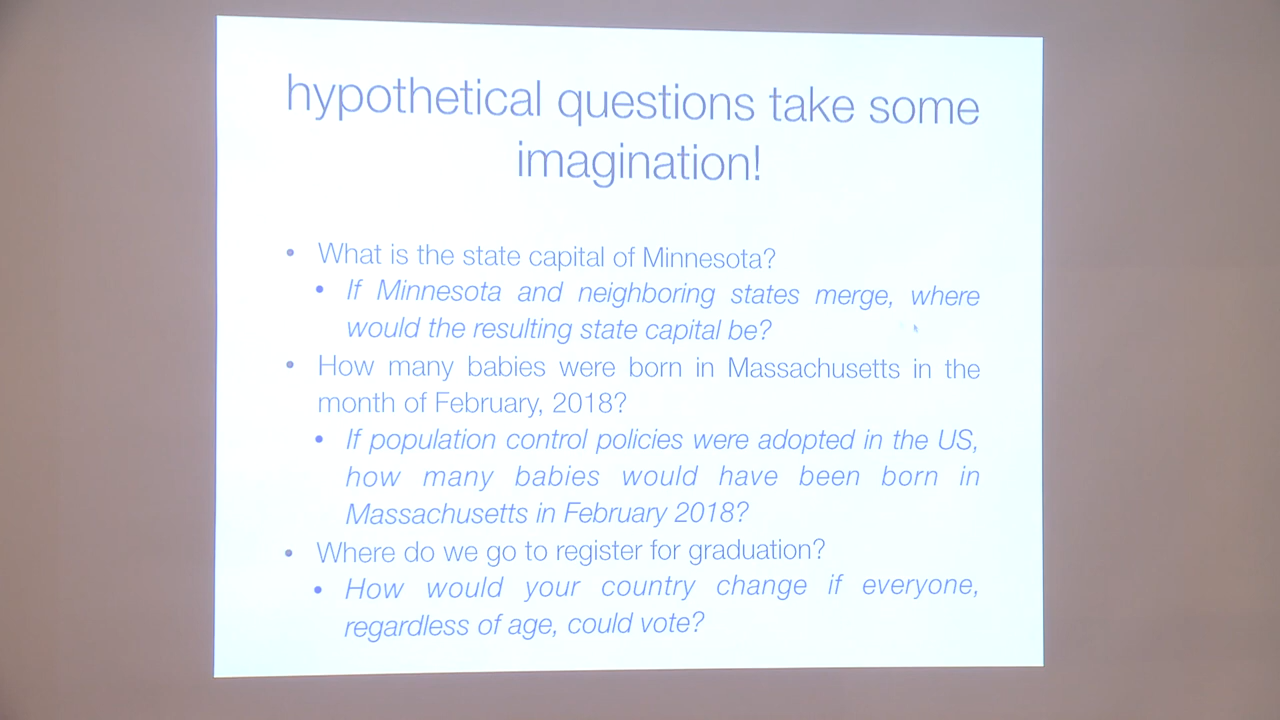 hypothetical questions take some
imagination!
• What is the state capital of Minnesota?
• If Minnesota and neighboring states merge, where
would the resulting state capital be?
• How many babies were born in Massachusetts in the
month of February, 2018?
• If population control policies were adopted in the US,
how many babies would have been born in
Massachusetts in February 2018?
• Where do we go to register for graduation?
• How would your country change if everyone,
regardless of age, could vote?